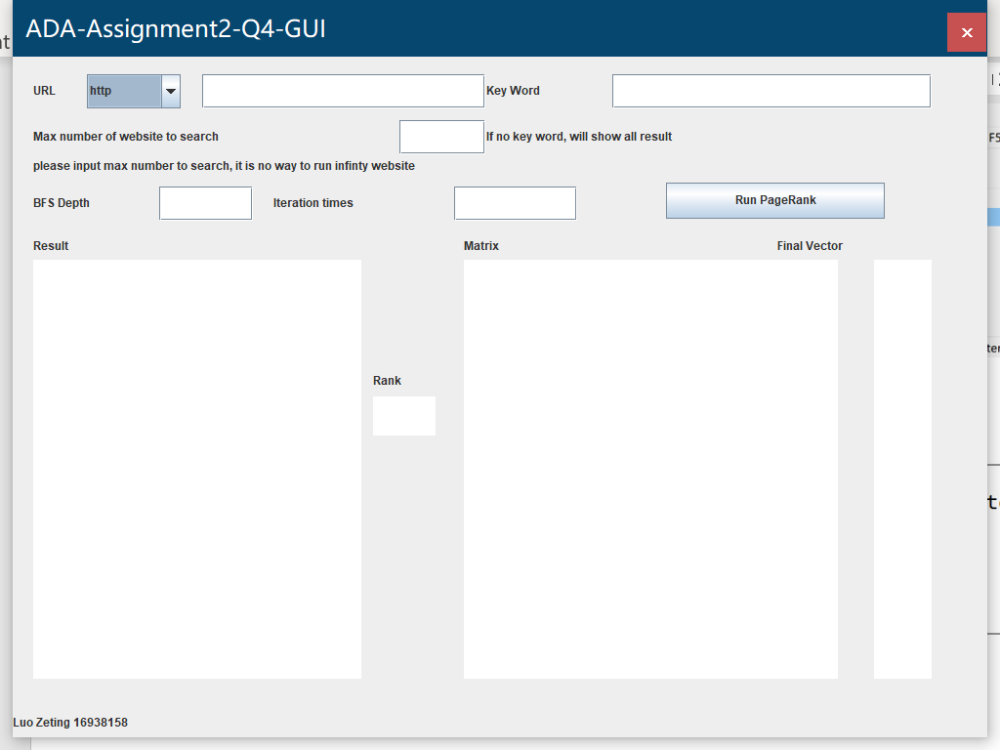 ADA-Assignment2-Q4-GUI
URL http Key Word
Max number of website to search If no key word, will show all result
please input max number to search, it is no way to run infinty website
BFS Depth Iteration times Run PageRank
Result Matrix Final Vector
Rank
Luo Zeting 16938158